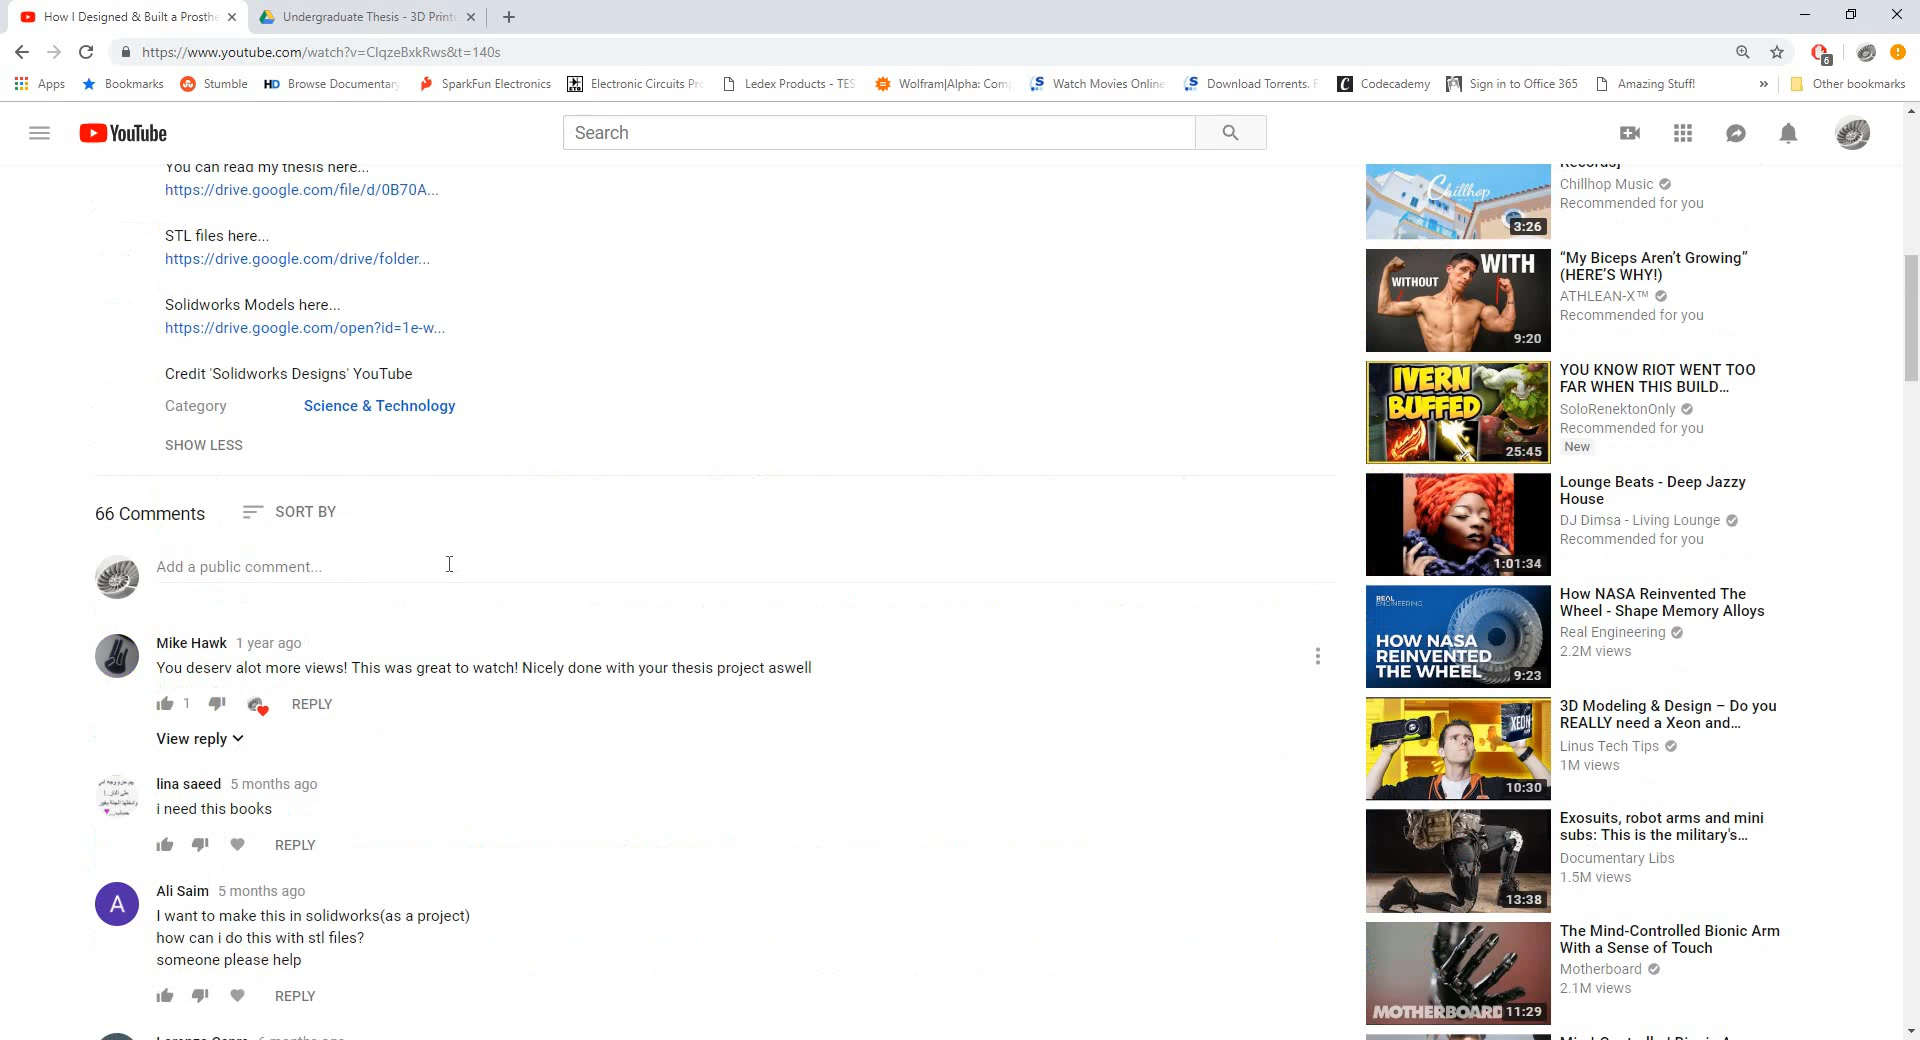 How I Designed & Built a Prosthe
Undergraduate Thesis - 3D Print
https://www.youtube.com/watch?v=ClqzeBxkRws&t=140s
6
Apps
Bookmarks
Stumble
HD Browse Documentary
SparkFun Electronics
Electronic Circuits Pr
Ledex Products - TES
Wolfram|Alpha: Com
Watch Movies Online
Download Torrents. F
Codecademy
Sign in to Office 365
Amazing Stuff!
»
Other bookmarks
YouTube
Search
You can read my thesis here...
https://drive.google.com/file/d/0B70A...
STL files here...
https://drive.google.com/drive/folder...
Solidworks Models here...
https://drive.google.com/open?id=1e-w...
Credit 'Solidworks Designs' YouTube
Category Science & Technology
SHOW LESS
66 Comments SORT BY
Add a public comment...
Mike Hawk 1 year ago
You deserv alot more views! This was great to watch! Nicely done with your thesis project aswell
1 REPLY
View reply
lina saeed 5 months ago
i need this books
REPLY
A
Ali Saim 5 months ago
I want to make this in solidworks(as a project)
how can i do this with stl files?
someone please help
REPLY
Records]
Chillhop Music
Recommended for you
Chillhop
3:26
"My Biceps Aren't Growing"
(HERE'S WHY!)
ATHLEAN-X™
Recommended for you
WITH
WITHOUT
9:20
YOU KNOW RIOT WENT TOO
FAR WHEN THIS BUILD...
SoloRenektonOnly
Recommended for you
New
IVERN
BUFFED
25:45
Lounge Beats - Deep Jazzy
House
DJ Dimsa - Living Lounge
Recommended for you
1:01:34
How NASA Reinvented The
Wheel - Shape Memory Alloys
Real Engineering
2.2M views
REAL
ENGINEERING
HOW NASA
REINVENTED
THE WHEEL
9:23
3D Modeling & Design – Do you
REALLY need a Xeon and...
Linus Tech Tips
1M views
XEON
10:30
Exosuits, robot arms and mini
subs: This is the military's...
Documentary Libs
1.5M views
13:38
The Mind-Controlled Bionic Arm
With a Sense of Touch
Motherboard
2.1M views
MOTHERBOARD
11:29